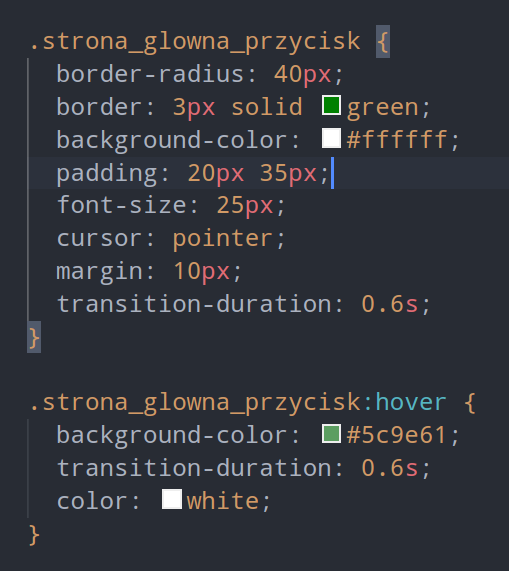 .strona_glowna_przycisk {
border-radius: 40px;
border: 3px solid green;
background-color: #ffffff;
padding: 20px 35px;
font-size: 25px;
cursor: pointer;
margin: 10px;
transition-duration: 0.6s;
}
.strona_glowna_przycisk:hover {
background-color: #5c9e61;
transition-duration: 0.6s;
color: white;
}